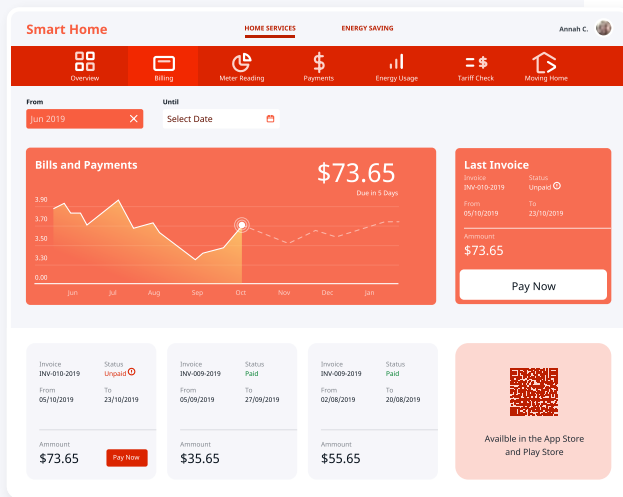 Smart Home
HOME SERVICES
ENERGY SAVING
Annah C.
Overview
Billing
Meter Reading
$
Payments
Energy Usage
$
Tariff Check
Moving Home
From
Until
Jun 2019
Select Date
Bills and Payments
$73.65
Due in 5 Days
3.90
3.70
3.50
3.30
0.00
Jun Jul Aug Sep Oct Nov Dec Jan
Last Invoice
Invoice Status
INV-010-2019 Unpaid
From To
05/10/2019 23/10/2019
Ammount
$73.65
Pay Now
Invoice Status
INV-010-2019 Unpaid
From To
05/10/2019 23/10/2019
Ammount
$73.65 Pay Now
Invoice Status
INV-009-2019 Paid
From To
05/09/2019 27/09/2019
Ammount
$35.65
Invoice Status
INV-009-2019 Paid
From To
02/08/2019 20/08/2019
Ammount
$55.65
Availble in the App Store
and Play Store